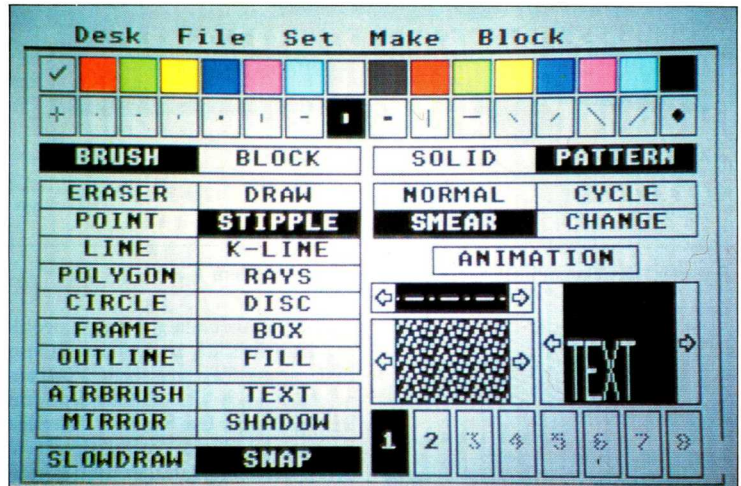 Desk File Set Make Block
BRUSH BLOCK SOLID PATTERN
ERASER DRAW NORMAL CYCLE
POINT STIPPLE SMEAR CHANGE
LINE K-LINE
ANIMATION
POLYGON RAYS
CIRCLE DISC
FRAME BOX
OUTLINE FILL
TEXT
AIRBRUSH TEXT
MIRROR SHADOW
1 2 3 4 5 6 7 8
SLOWDRAW SNAP